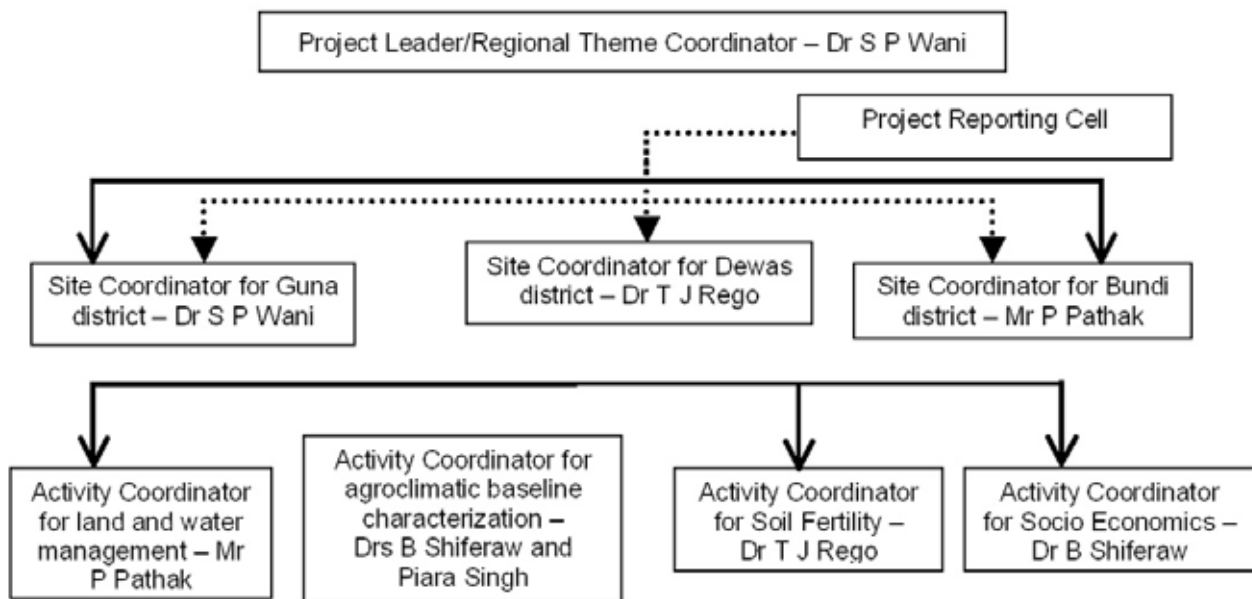 Project Leader/Regional Theme Coordinator – Dr S P Wani
Project Reporting Cell
Site Coordinator for Guna
district – Dr S P Wani
Site Coordinator for Dewas
district – Dr T J Rego
Site Coordinator for Bundi
district – Mr P Pathak
Activity Coordinator
for land and water
management – Mr
P Pathak
Activity Coordinator for
agroclimatic baseline
characterization –
Drs B Shiferaw and
Piara Singh
Activity Coordinator
for Soil Fertility –
Dr T J Rego
Activity Coordinator
for Socio Economics –
Dr B Shiferaw